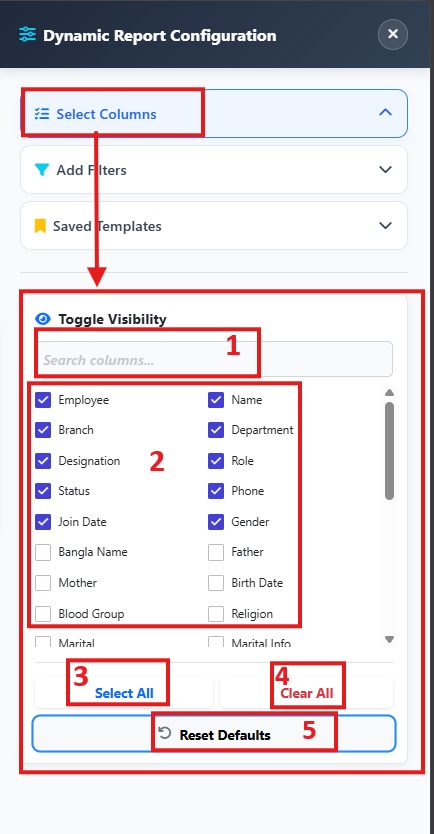 Dynamic Report Configuration
Select Columns
Add Filters
Saved Templates
Toggle Visibility
1
Search columns...
Employee Name
Branch Department
Designation 2 Role
Status Phone
Join Date Gender
Bangla Name Father
Mother Birth Date
Blood Group Religion
Marital Marital Info
3 Select All 4 Clear All
Reset Defaults 5